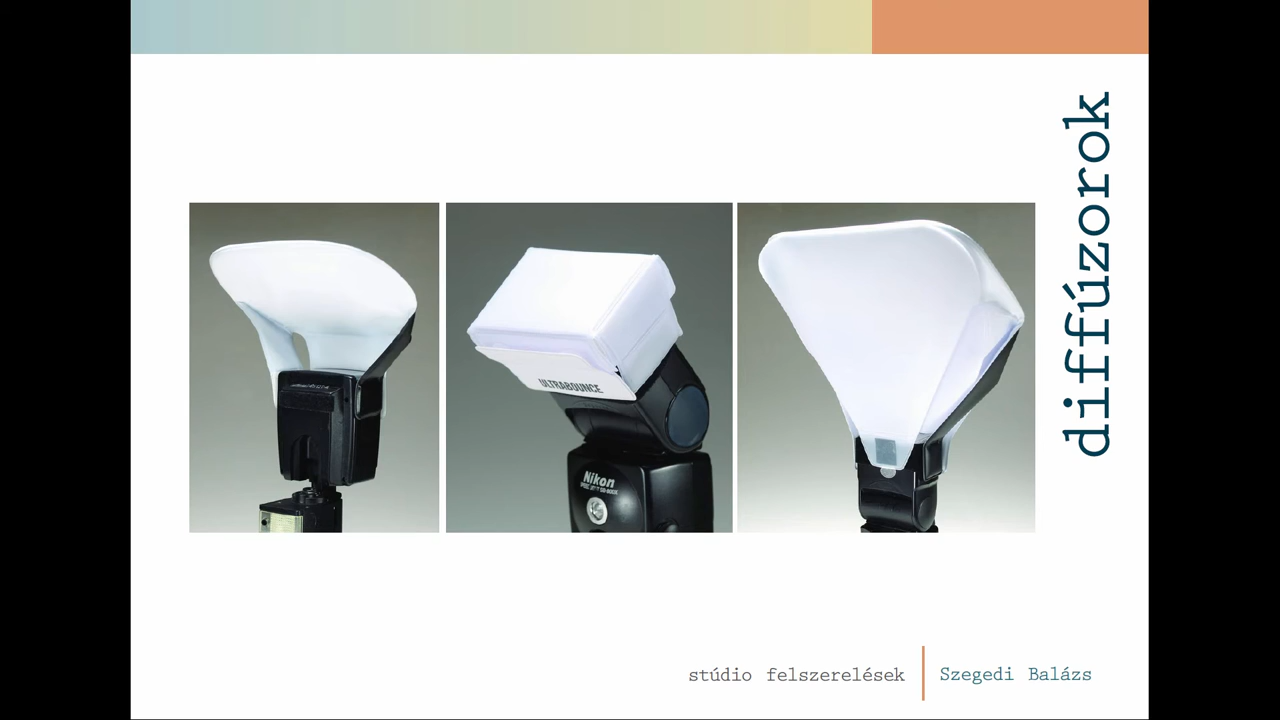 diffúzorok
ULTRABOUNCE
Nikon
stúdio felszerelések
Szegedi Balázs